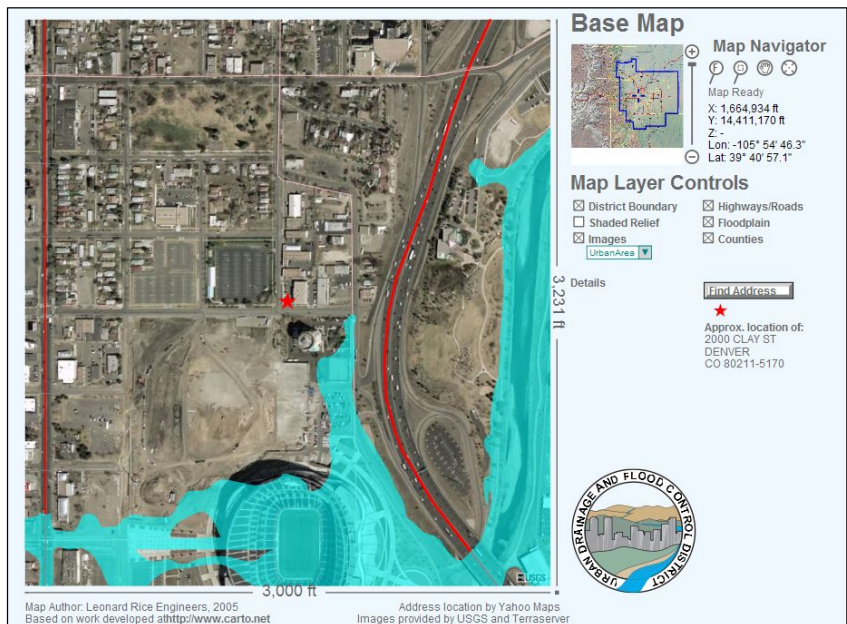 Base Map
Map Navigator
F
Map Ready
X: 1,664,934 ft
Y: 14,411,170 ft
Z: -
Lon: -105° 54' 46.3"
Lat: 39° 40' 57.1"
Map Layer Controls
District Boundary
Highways/Roads
Shaded Relief
Floodplain
Images
Counties
UrbanArea
Details
Find Address
Approx. location of:
2000 CLAY ST
DENVER
CO 80211-5170
3,231 ft
3,000 ft
USGS
URBAN DRAINAGE AND FLOOD CONTROL DISTRICT
Map Author: Leonard Rice Engineers, 2005
Address location by Yahoo Maps
Based on work developed athttp://www.carto.net
Images provided by USGS and Terraserver